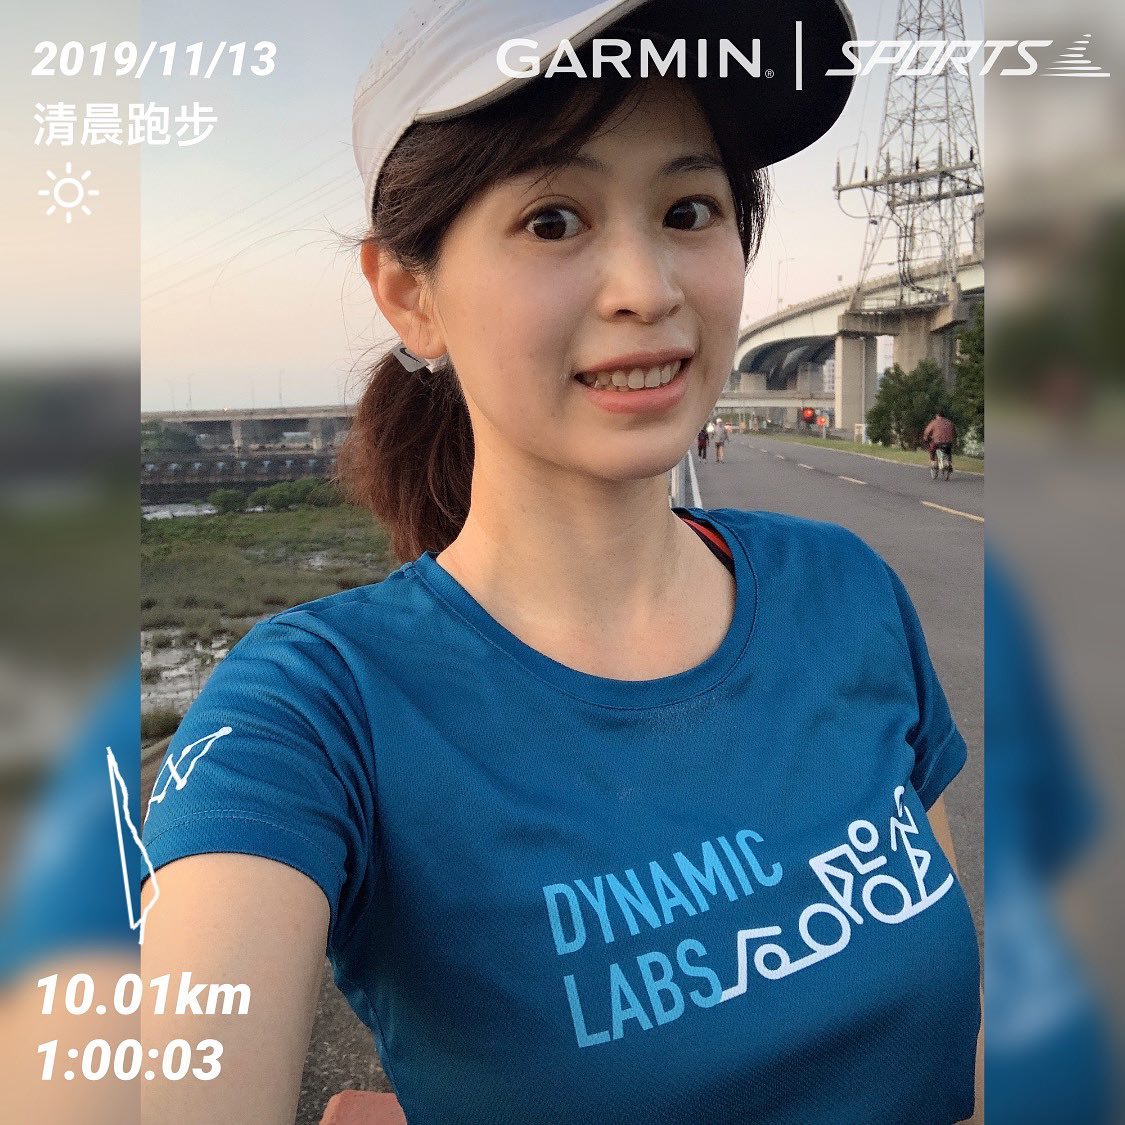 2019/11/13
清晨跑步
GARMIN® | SPORTS
DYNAMIC
LABS
10.01km
1:00:03